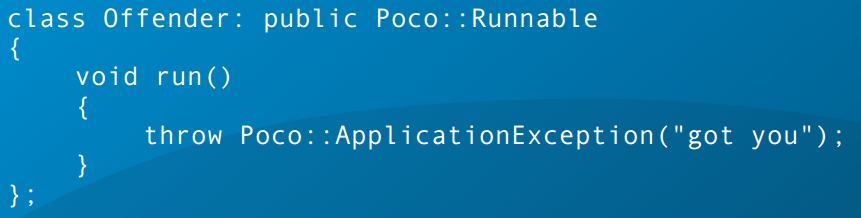 class Offender: public Poco::Runnable
{
    void run()
    {
        throw Poco::ApplicationException("got you");
    }
};